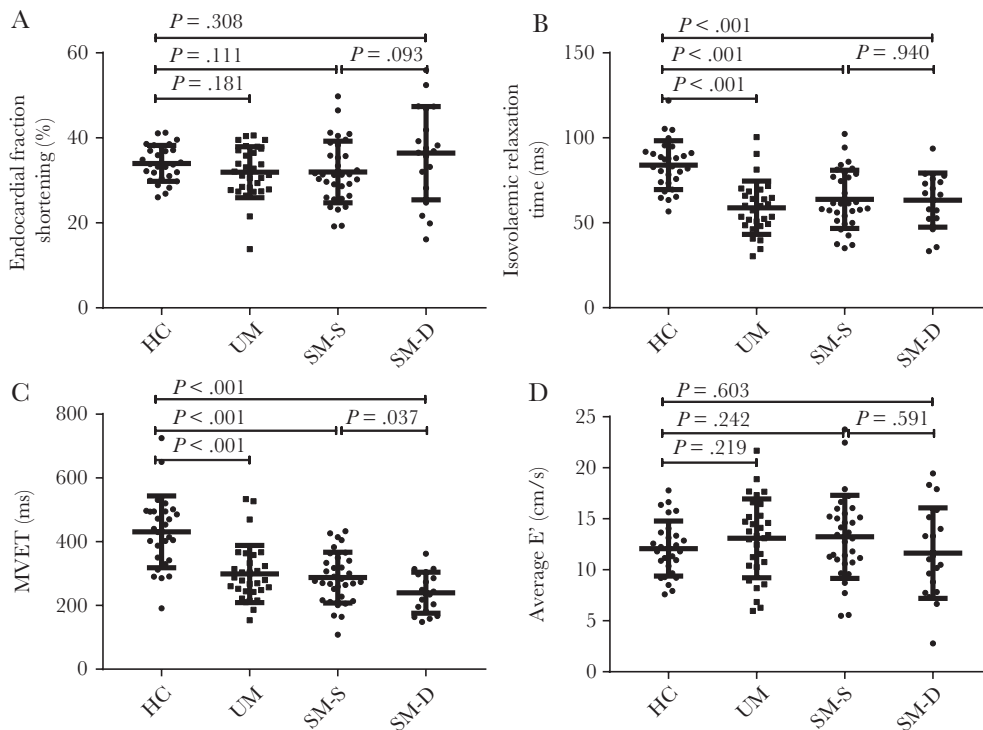 A
P = .308
P = .111
P = .093
P = .181
Endocardial fraction
shortening (%)
60
40
20
0
HC
UM
SM-S
SM-D
B
P < .001
P < .001
P = .940
P < .001
Isovolaemic relaxation
time (ms)
150
100
50
0
HC
UM
SM-S
SM-D
C
P < .001
P < .001
P = .037
P < .001
MVET (ms)
800
600
400
200
0
HC
UM
SM-S
SM-D
D
P = .603
P = .242
P = .591
P = .219
Average E' (cm/s)
25
20
15
10
5
0
HC
UM
SM-S
SM-D